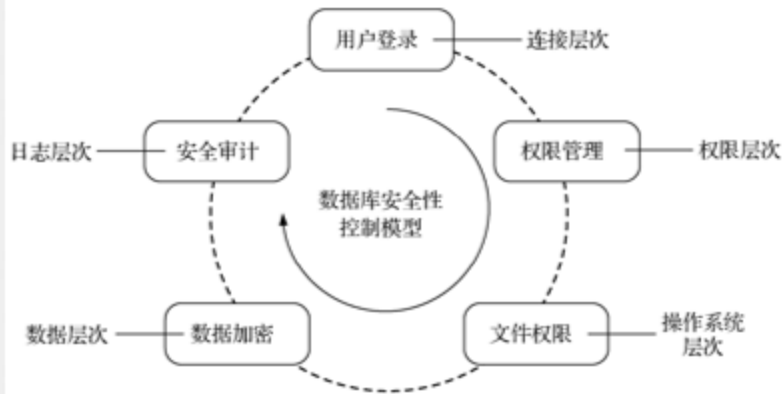 用户登录
连接层次
日志层次
安全审计
权限管理
权限层次
数据库安全性
控制模型
数据层次
数据加密
文件权限
操作系统
层次